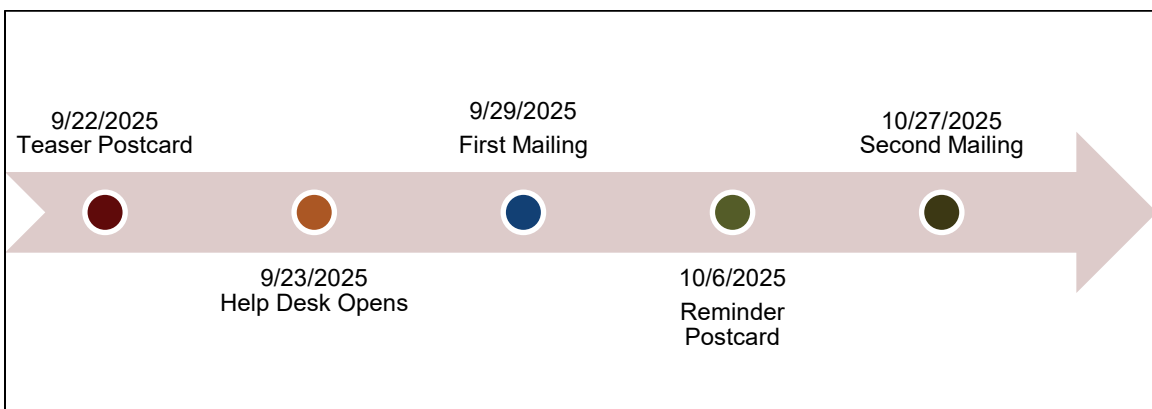 9/22/2025
Teaser Postcard
9/23/2025
Help Desk Opens
9/29/2025
First Mailing
10/6/2025
Reminder
Postcard
10/27/2025
Second Mailing